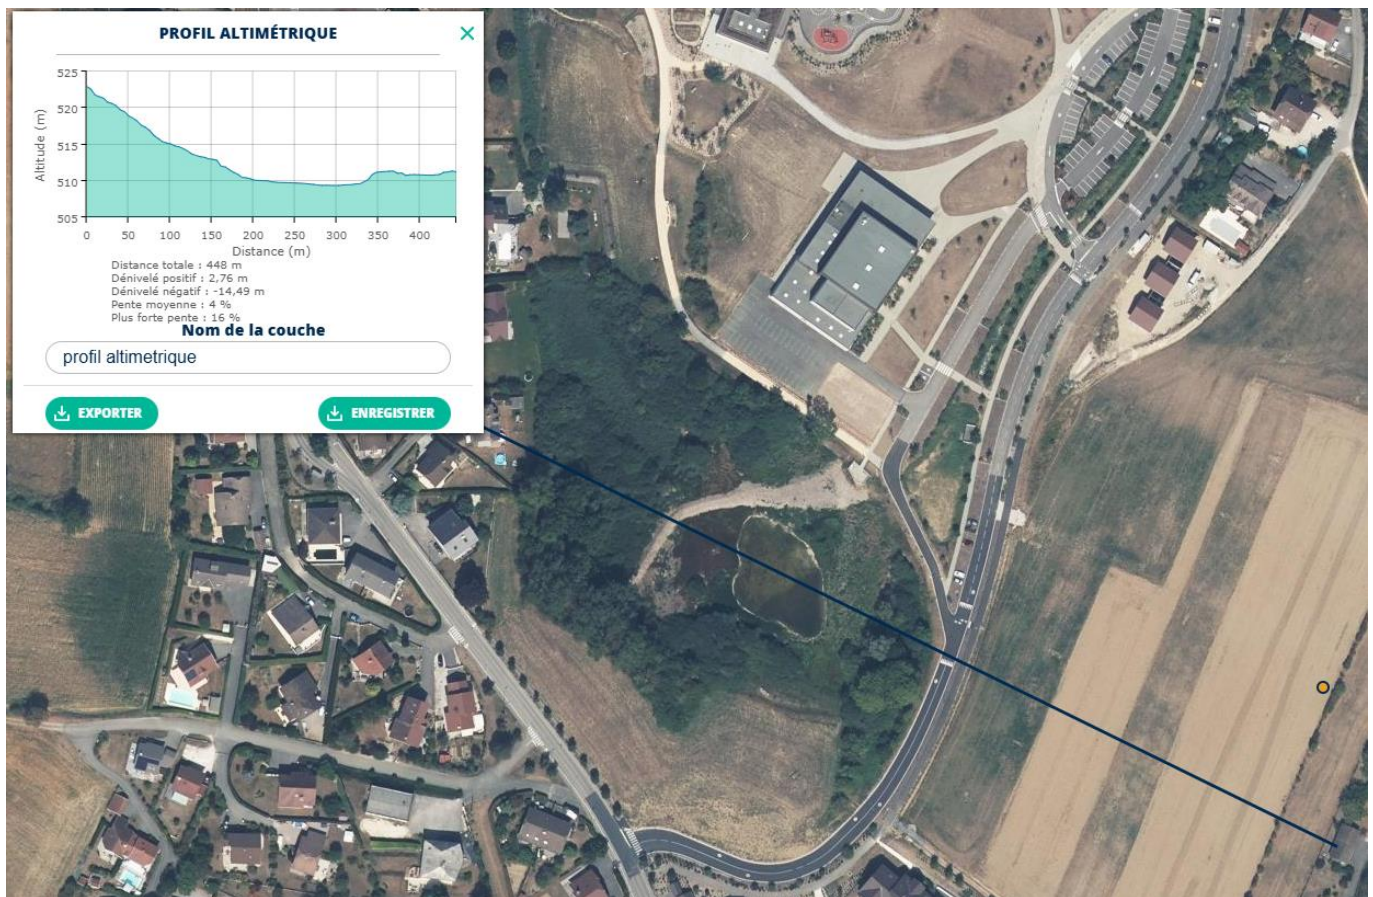 PROFIL ALTIMÉTRIQUE
525
520
515
510
505
Altitude (m)
0 50 100 150 200 250 300 350 400
Distance (m)
Distance totale : 448 m
Dénivelé positif : 2,76 m
Dénivelé négatif : -14,49 m
Pente moyenne : 4 %
Plus forte pente : 16 %
Nom de la couche
profil altimetrique
EXPORTER ENREGISTRER